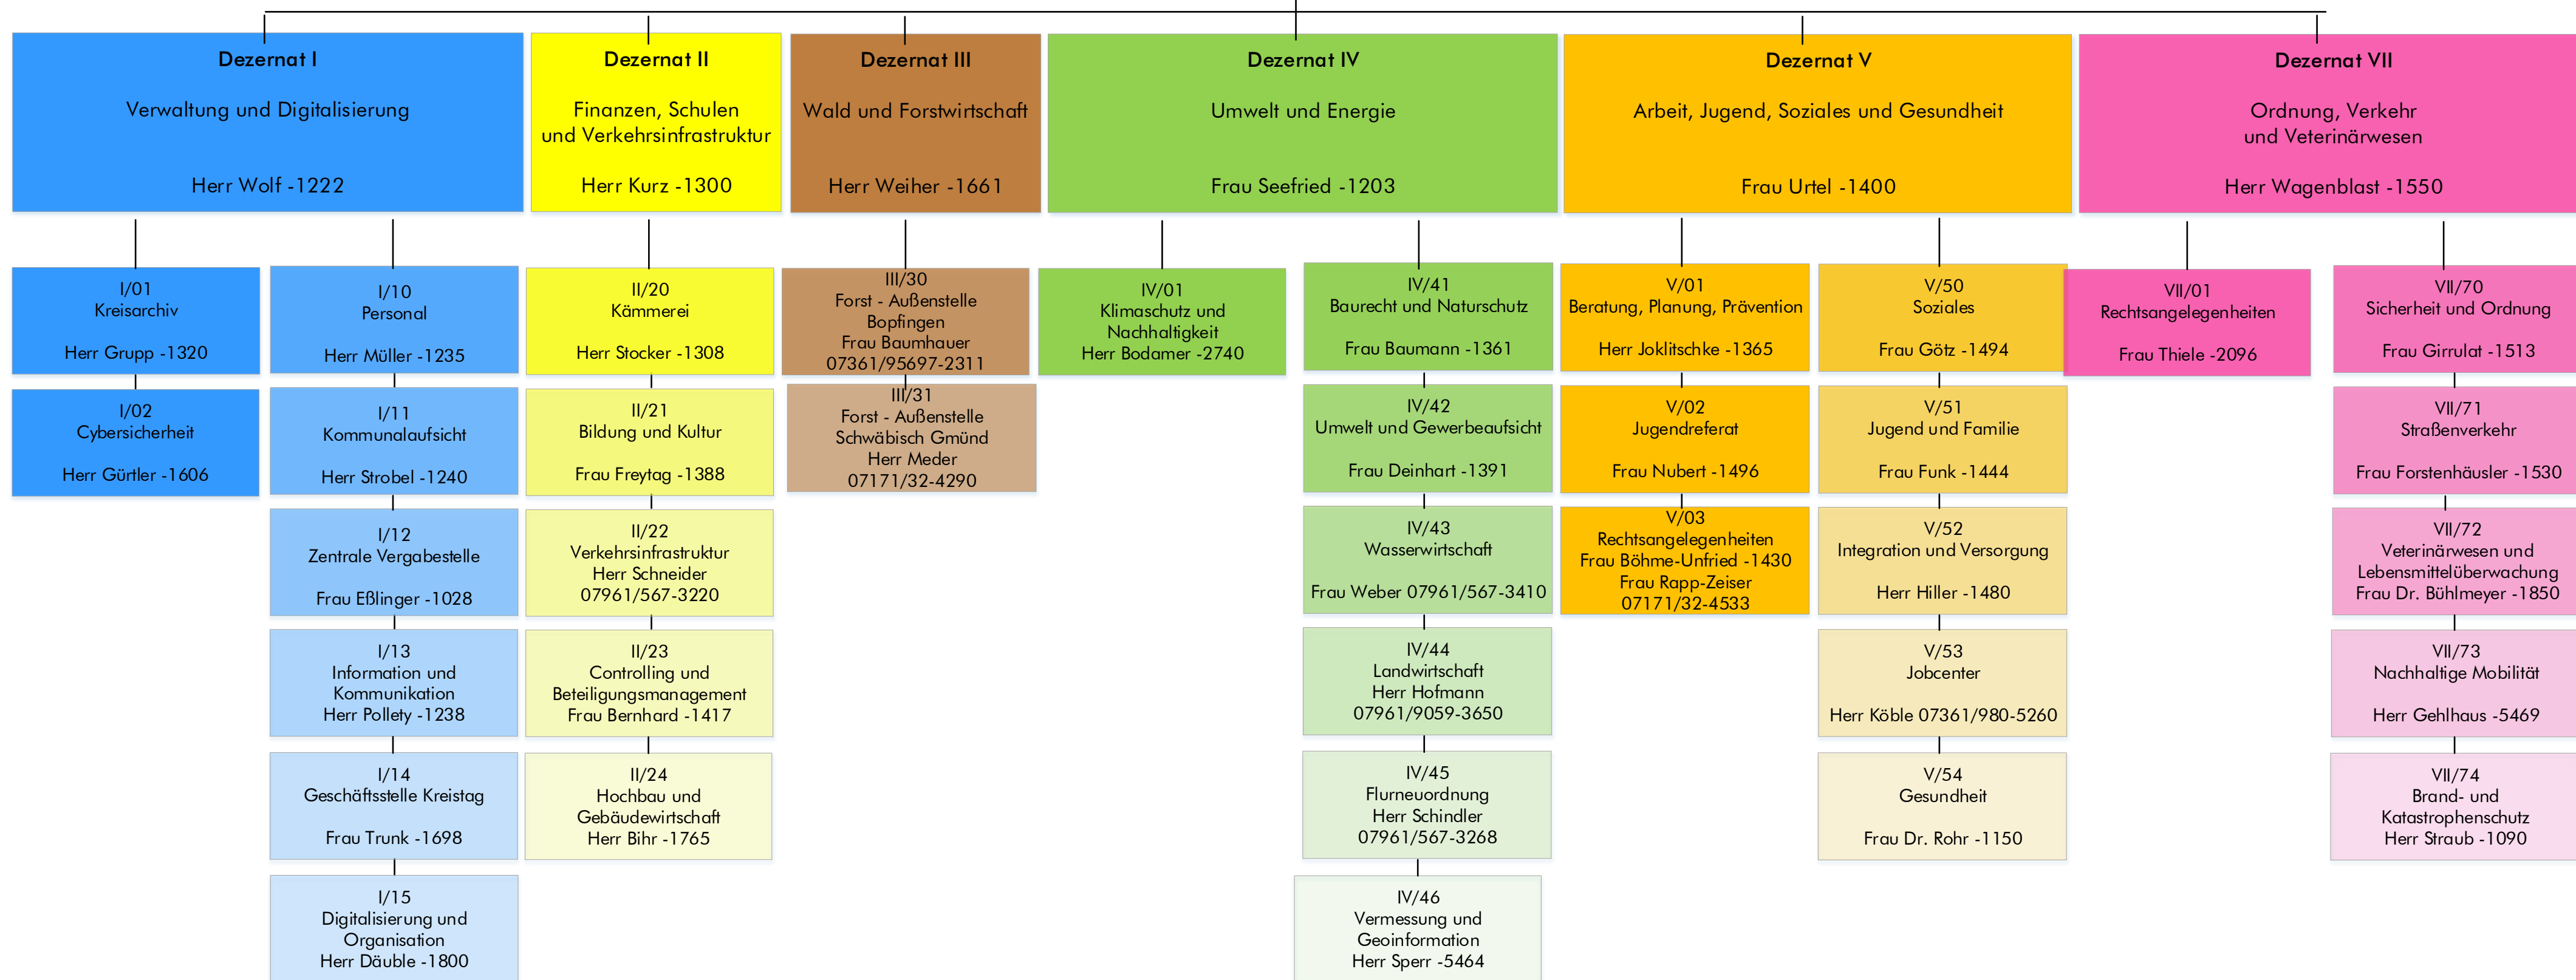 Dezernat I
Verwaltung und Digitalisierung
Herr Wolf -1222
Dezernat II
Finanzen, Schulen
und Verkehrsinfrastruktur
Herr Kurz -1300
Dezernat III
Wald und Forstwirtschaft
Herr Weiher -1661
Dezernat IV
Umwelt und Energie
Frau Seefried -1203
Dezernat V
Arbeit, Jugend, Soziales und Gesundheit
Frau Urtel -1400
Dezernat VII
Ordnung, Verkehr
und Veterinärwesen
Herr Wagenblast -1550
I/01
Kreisarchiv
Herr Grupp -1320
I/02
Cybersicherheit
Herr Gürtler -1606
I/10
Personal
Herr Müller -1235
I/11
Kommunalaufsicht
Herr Strobel -1240
I/12
Zentrale Vergabestelle
Frau Eßlinger -1028
I/13
Information und
Kommunikation
Herr Pollety -1238
I/14
Geschäftsstelle Kreistag
Frau Trunk -1698
I/15
Digitalisierung und
Organisation
Herr Däuble -1800
II/20
Kämmerei
Herr Stocker -1308
II/21
Bildung und Kultur
Frau Freytag -1388
II/22
Verkehrsinfrastruktur
Herr Schneider
07961/567-3220
II/23
Controlling und
Beteiligungsmanagement
Frau Bernhard -1417
II/24
Hochbau und
Gebäudewirtschaft
Herr Bihr -1765
III/30
Forst - Außenstelle
Bopfingen
Frau Baumhauer
07361/95697-2311
III/31
Forst - Außenstelle
Schwäbisch Gmünd
Herr Meder
07171/32-4290
IV/01
Klimaschutz und
Nachhaltigkeit
Herr Bodamer -2740
IV/41
Baurecht und Naturschutz
Frau Baumann -1361
IV/42
Umwelt und Gewerbeaufsicht
Frau Deinhart -1391
IV/43
Wasserwirtschaft
Frau Weber 07961/567-3410
IV/44
Landwirtschaft
Herr Hofmann
07961/9059-3650
IV/45
Flurneuordnung
Herr Schindler
07961/567-3268
IV/46
Vermessung und
Geoinformation
Herr Sperr -5464
V/01
Beratung, Planung, Prävention
Herr Joklitschke -1365
V/02
Jugendreferat
Frau Nubert -1496
V/03
Rechtsangelegenheiten
Frau Böhme-Unfried -1430
Frau Rapp-Zeiser
07171/32-4533
V/50
Soziales
Frau Götz -1494
V/51
Jugend und Familie
Frau Funk -1444
V/52
Integration und Versorgung
Herr Hiller -1480
V/53
Jobcenter
Herr Köble 07361/980-5260
V/54
Gesundheit
Frau Dr. Rohr -1150
VII/01
Rechtsangelegenheiten
Frau Thiele -2096
VII/70
Sicherheit und Ordnung
Frau Girrulat -1513
VII/71
Straßenverkehr
Frau Forstenhäusler -1530
VII/72
Veterinärwesen und
Lebensmittelüberwachung
Frau Dr. Bühlmeyer -1850
VII/73
Nachhaltige Mobilität
Herr Gehlhaus -5469
VII/74
Brand- und
Katastrophenschutz
Herr Straub -1090